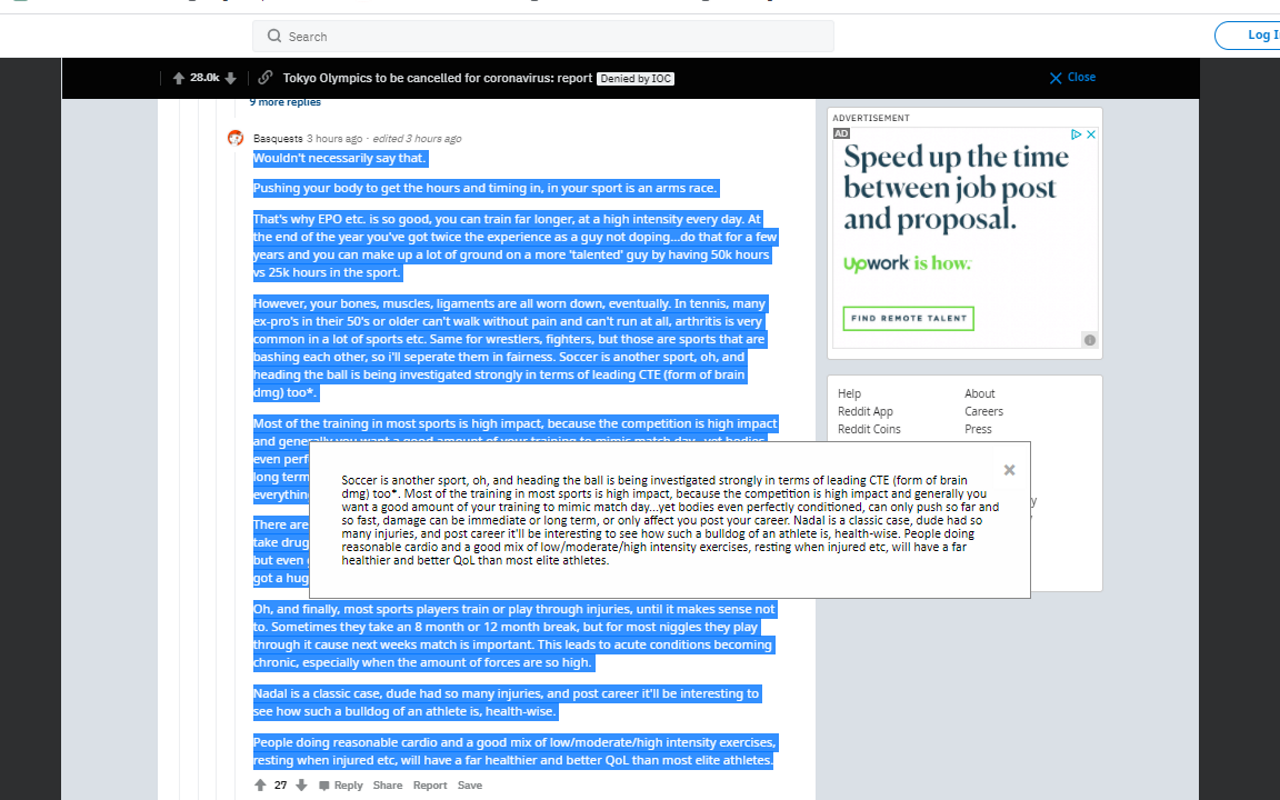 Search
Log I
28.0k
Tokyo Olympics to be cancelled for coronavirus: report Denied by IOC
Close
9 more replies
Basquests 3 hours ago · edited 3 hours ago
Wouldn't necessarily say that.
Pushing your body to get the hours and timing in, in your sport is an arms race.
That's why EPO etc. is so good, you can train far longer, at a high intensity every day. At
the end of the year you've got twice the experience as a guy not doping...do that for a few
years and you can make up a lot of ground on a more 'talented' guy by having 50k hours
vs 25k hours in the sport.
However, your bones, muscles, ligaments are all worn down, eventually. In tennis, many
ex-pro's in their 50's or older can't walk without pain and can't run at all, arthritis is very
common in a lot of sports etc. Same for wrestlers, fighters, but those are sports that are
bashing each other, so i'll seperate them in fairness. Soccer is another sport, oh, and
heading the ball is being investigated strongly in terms of leading CTE (form of brain
dmg) too*.
Most of the training in most sports is high impact, because the competition is high impact
and generally you want a good amount of your training to mimic match day...yet bodies
even perf
long term
everythin
There are
take drug
but even
got a hug
Soccer is another sport, oh, and heading the ball is being investigated strongly in terms of leading CTE (form of brain
dmg) too*. Most of the training in most sports is high impact, because the competition is high impact and generally you
want a good amount of your training to mimic match day...yet bodies even perfectly conditioned, can only push so far and
so fast, damage can be immediate or long term, or only affect you post your career. Nadal is a classic case, dude had so
many injuries, and post career it'll be interesting to see how such a bulldog of an athlete is, health-wise. People doing
reasonable cardio and a good mix of low/moderate/high intensity exercises, resting when injured etc, will have a far
healthier and better QoL than most elite athletes.
Oh, and finally, most sports players train or play through injuries, until it makes sense not
to. Sometimes they take an 8 month or 12 month break, but for most niggles they play
through it cause next weeks match is important. This leads to acute conditions becoming
chronic, especially when the amount of forces are so high.
Nadal is a classic case, dude had so many injuries, and post career it'll be interesting to
see how such a bulldog of an athlete is, health-wise.
People doing reasonable cardio and a good mix of low/moderate/high intensity exercises,
resting when injured etc, will have a far healthier and better QoL than most elite athletes.
27 Reply Share Report Save
ADVERTISEMENT
AD
Speed up the time
between job post
and proposal.
Upwork is how.
FIND REMOTE TALENT
Help
About
Reddit App
Careers
Reddit Coins
Press
y